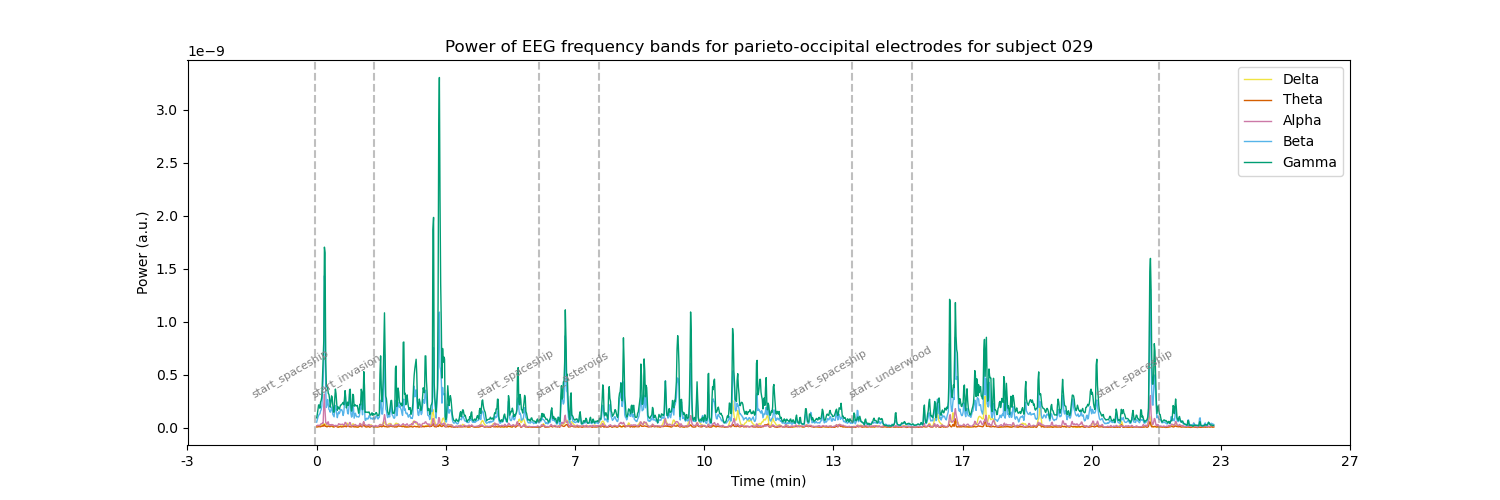 Power of EEG frequency bands for parieto-occipital electrodes for subject 029
1e−9
Delta
Theta
Alpha
Beta
Gamma
3.0
2.5
2.0
1.5
1.0
0.5
0.0
Power (a.u.)
start_spaceship
start_invasion
start_spaceship
start_asteroids
start_spaceship
start_underwood
start_spaceship
-3
0
3
7
10
13
17
20
23
27
Time (min)